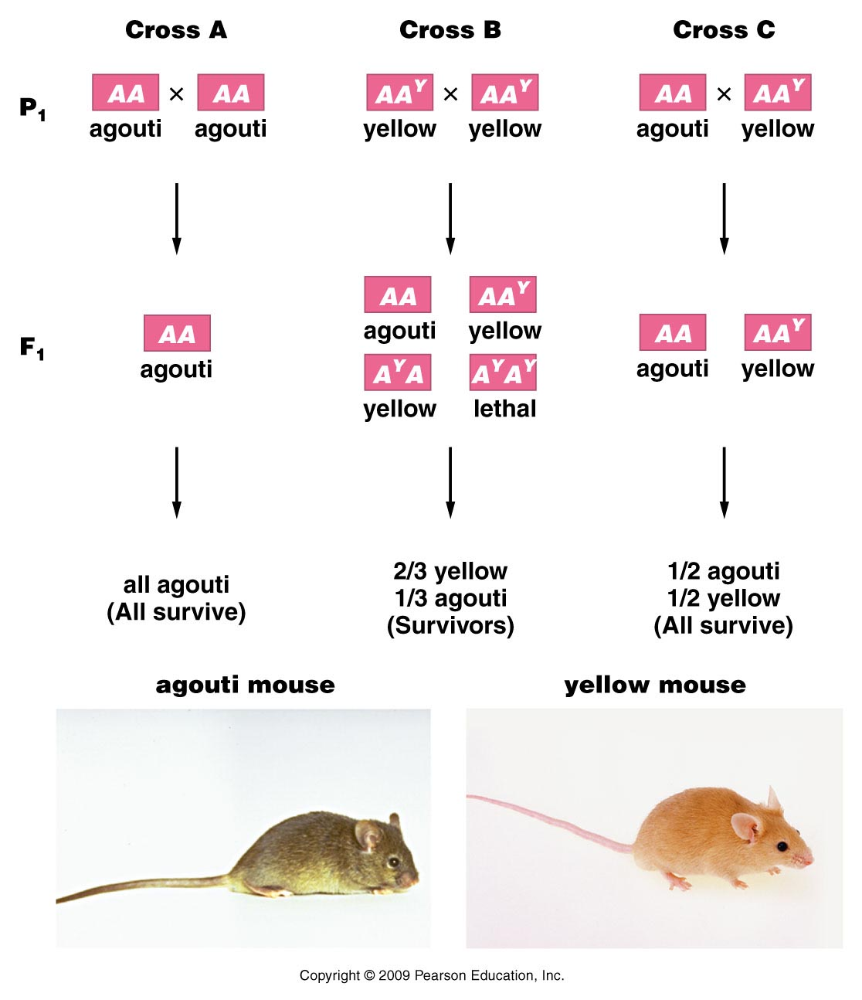 Cross A Cross B Cross C
P₁
AA × AA AAʸ × AAʸ AA × AAʸ
agouti agouti yellow yellow agouti yellow
F₁
AA AAʸ
agouti yellow
AA
agouti
AʸA AʸAʸ
yellow lethal
AA AAʸ
agouti yellow
all agouti
(All survive)
2/3 yellow
1/3 agouti
(Survivors)
1/2 agouti
1/2 yellow
(All survive)
agouti mouse yellow mouse
Copyright © 2009 Pearson Education, Inc.